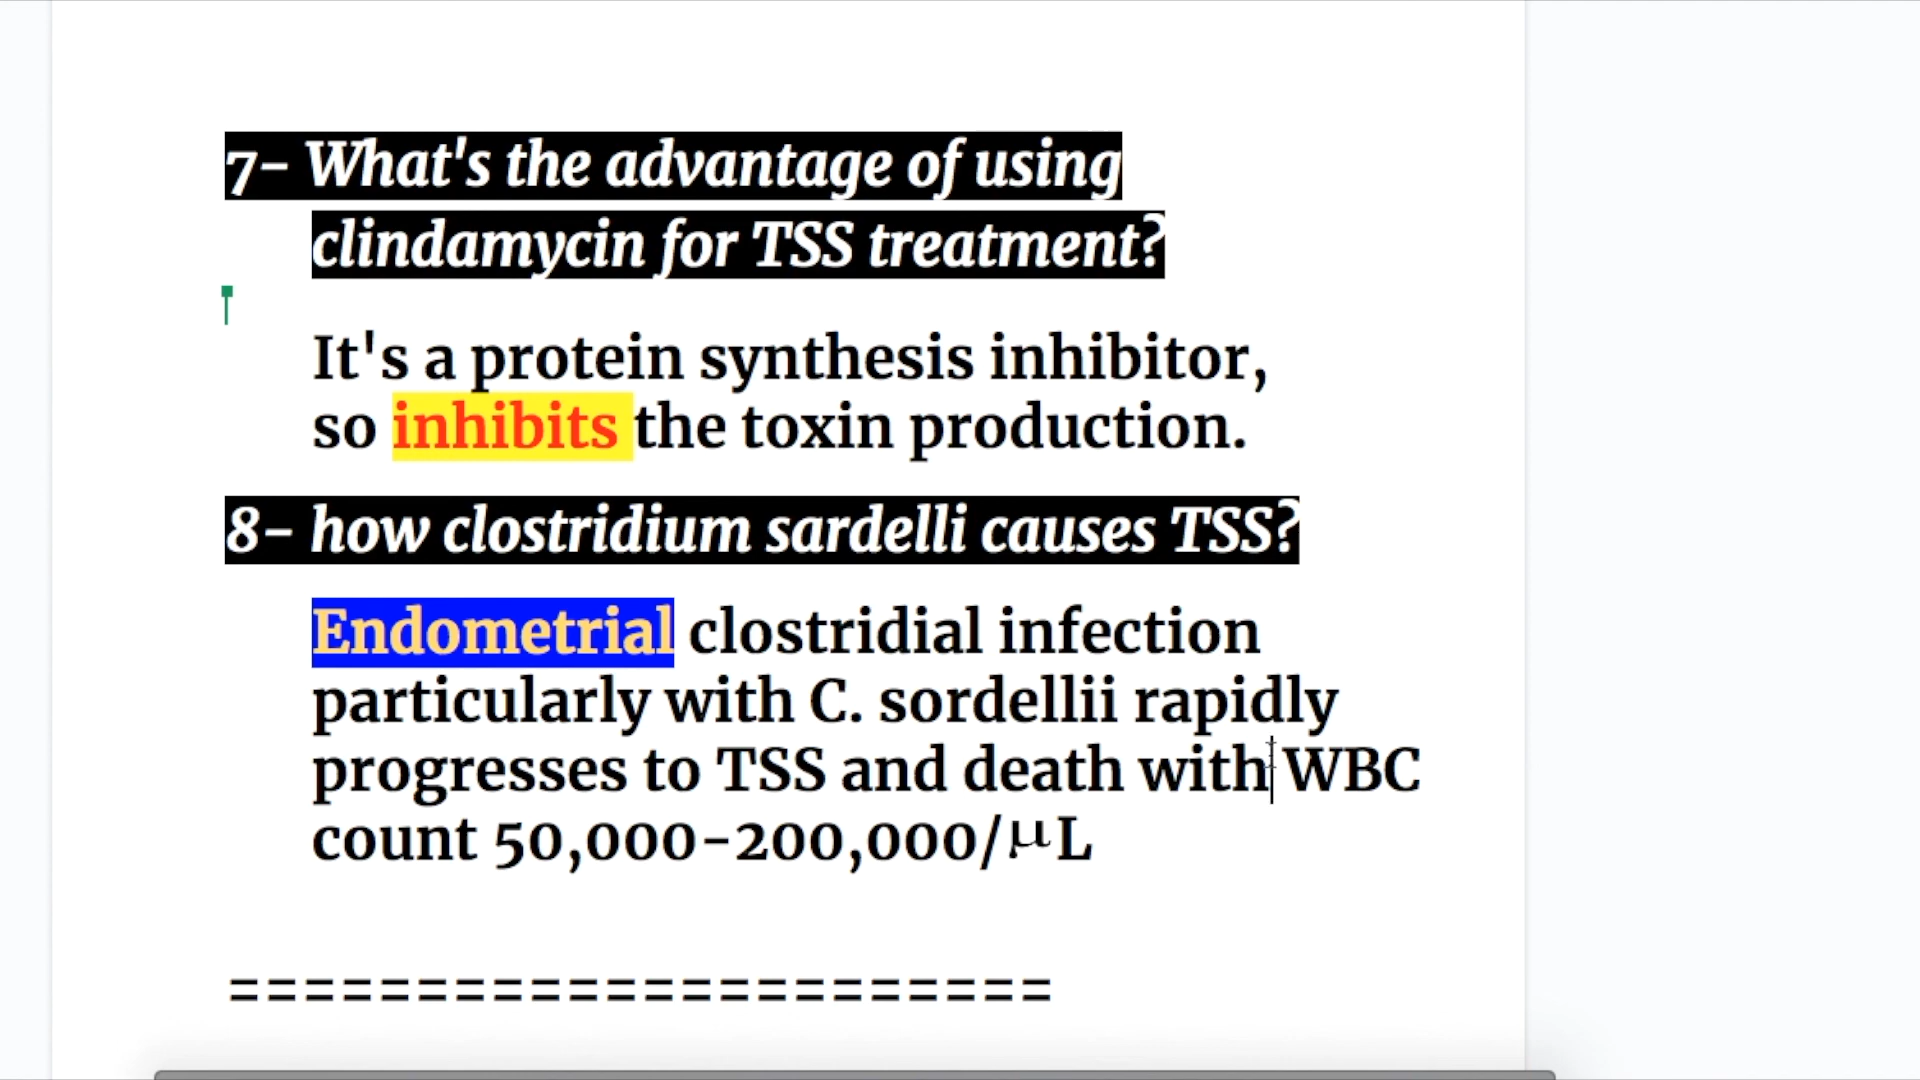 7- What's the advantage of using
clindamycin for TSS treatment?
It's a protein synthesis inhibitor,
so inhibits the toxin production.
8- how clostridium sardelli causes TSS?
Endometrial clostridial infection
particularly with C. sordellii rapidly
progresses to TSS and death with WBC
count 50,000-200,000/μL
======================